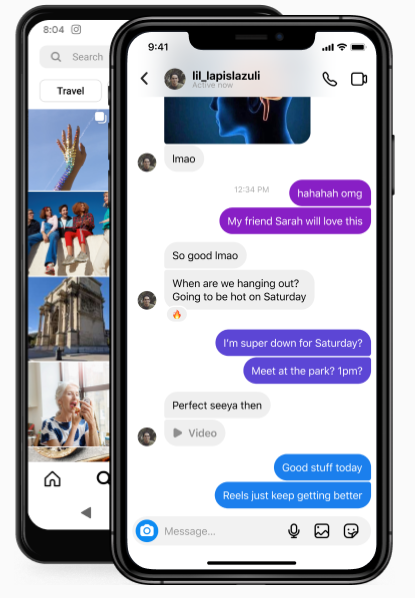 8:04
Search
Travel
9:41
lil_lapislazuli
Active now
lmao
12:34 PM
hahahah omg
My friend Sarah will love this
So good lmao
When are we hanging out?
Going to be hot on Saturday
I'm super down for Saturday?
Meet at the park? 1pm?
Perfect seeya then
Video
Good stuff today
Reels just keep getting better
Message...